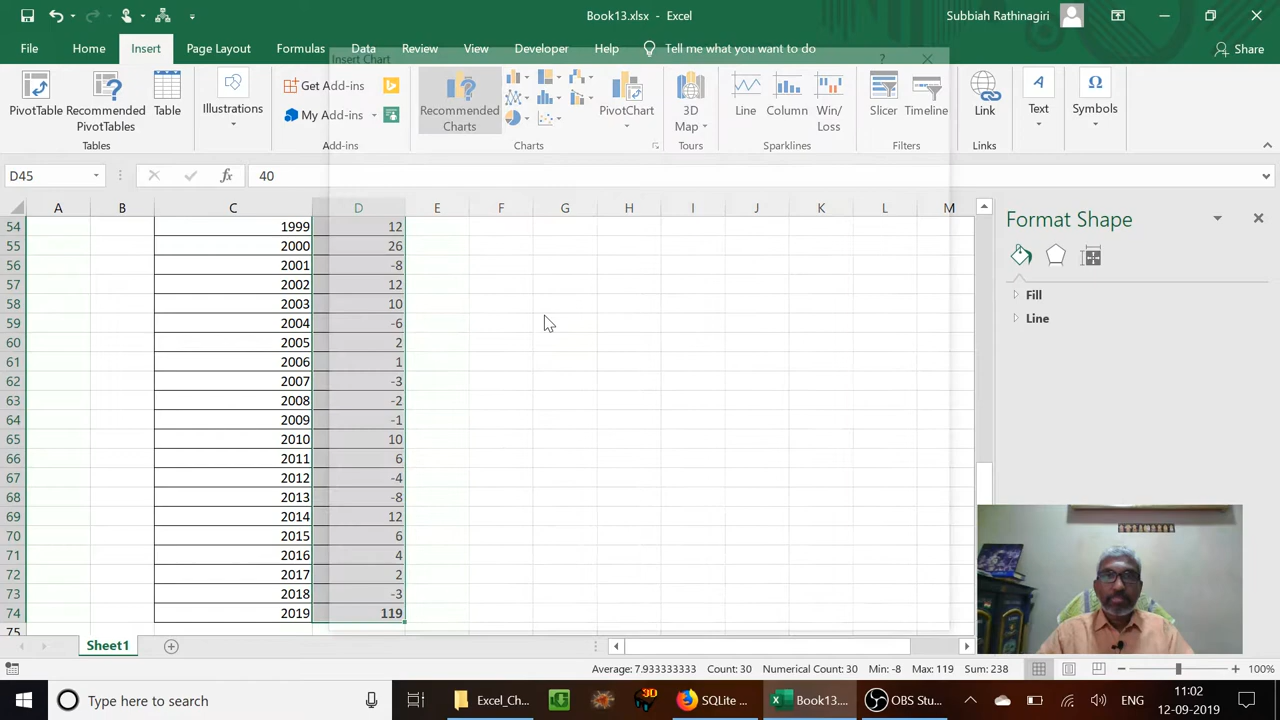 Book13.xlsx - Excel
Subbiah Rathinagiri
File Home Insert Page Layout Formulas Data Review View Developer Help Tell me what you want to do Share
Insert Chart
PivotTable
Recommended PivotTables
Table
Illustrations
Get Add-ins
My Add-ins
Recommended Charts
PivotChart
3D Map
Line
Column
Win/Loss
Slicer
Timeline
Link
Text
Symbols
Tables
Add-ins
Charts
Tours
Sparklines
Filters
Links
D45
fx
40
A B C D E F G H I J K L M
54 1999 12
55 2000 26
56 2001 -8
57 2002 12
58 2003 10
59 2004 -6
60 2005 2
61 2006 1
62 2007 -3
63 2008 -2
64 2009 -1
65 2010 10
66 2011 6
67 2012 -4
68 2013 -8
69 2014 12
70 2015 6
71 2016 4
72 2017 2
73 2018 -3
74 2019 119
75
Format Shape
Fill
Line
Sheet1
Average: 7.933333333 Count: 30 Numerical Count: 30 Min: -8 Max: 119 Sum: 238
100%
Type here to search
Excel_Ch...
3D
SQLite ...
Book13....
OBS Stu...
ENG
11:02
12-09-2019